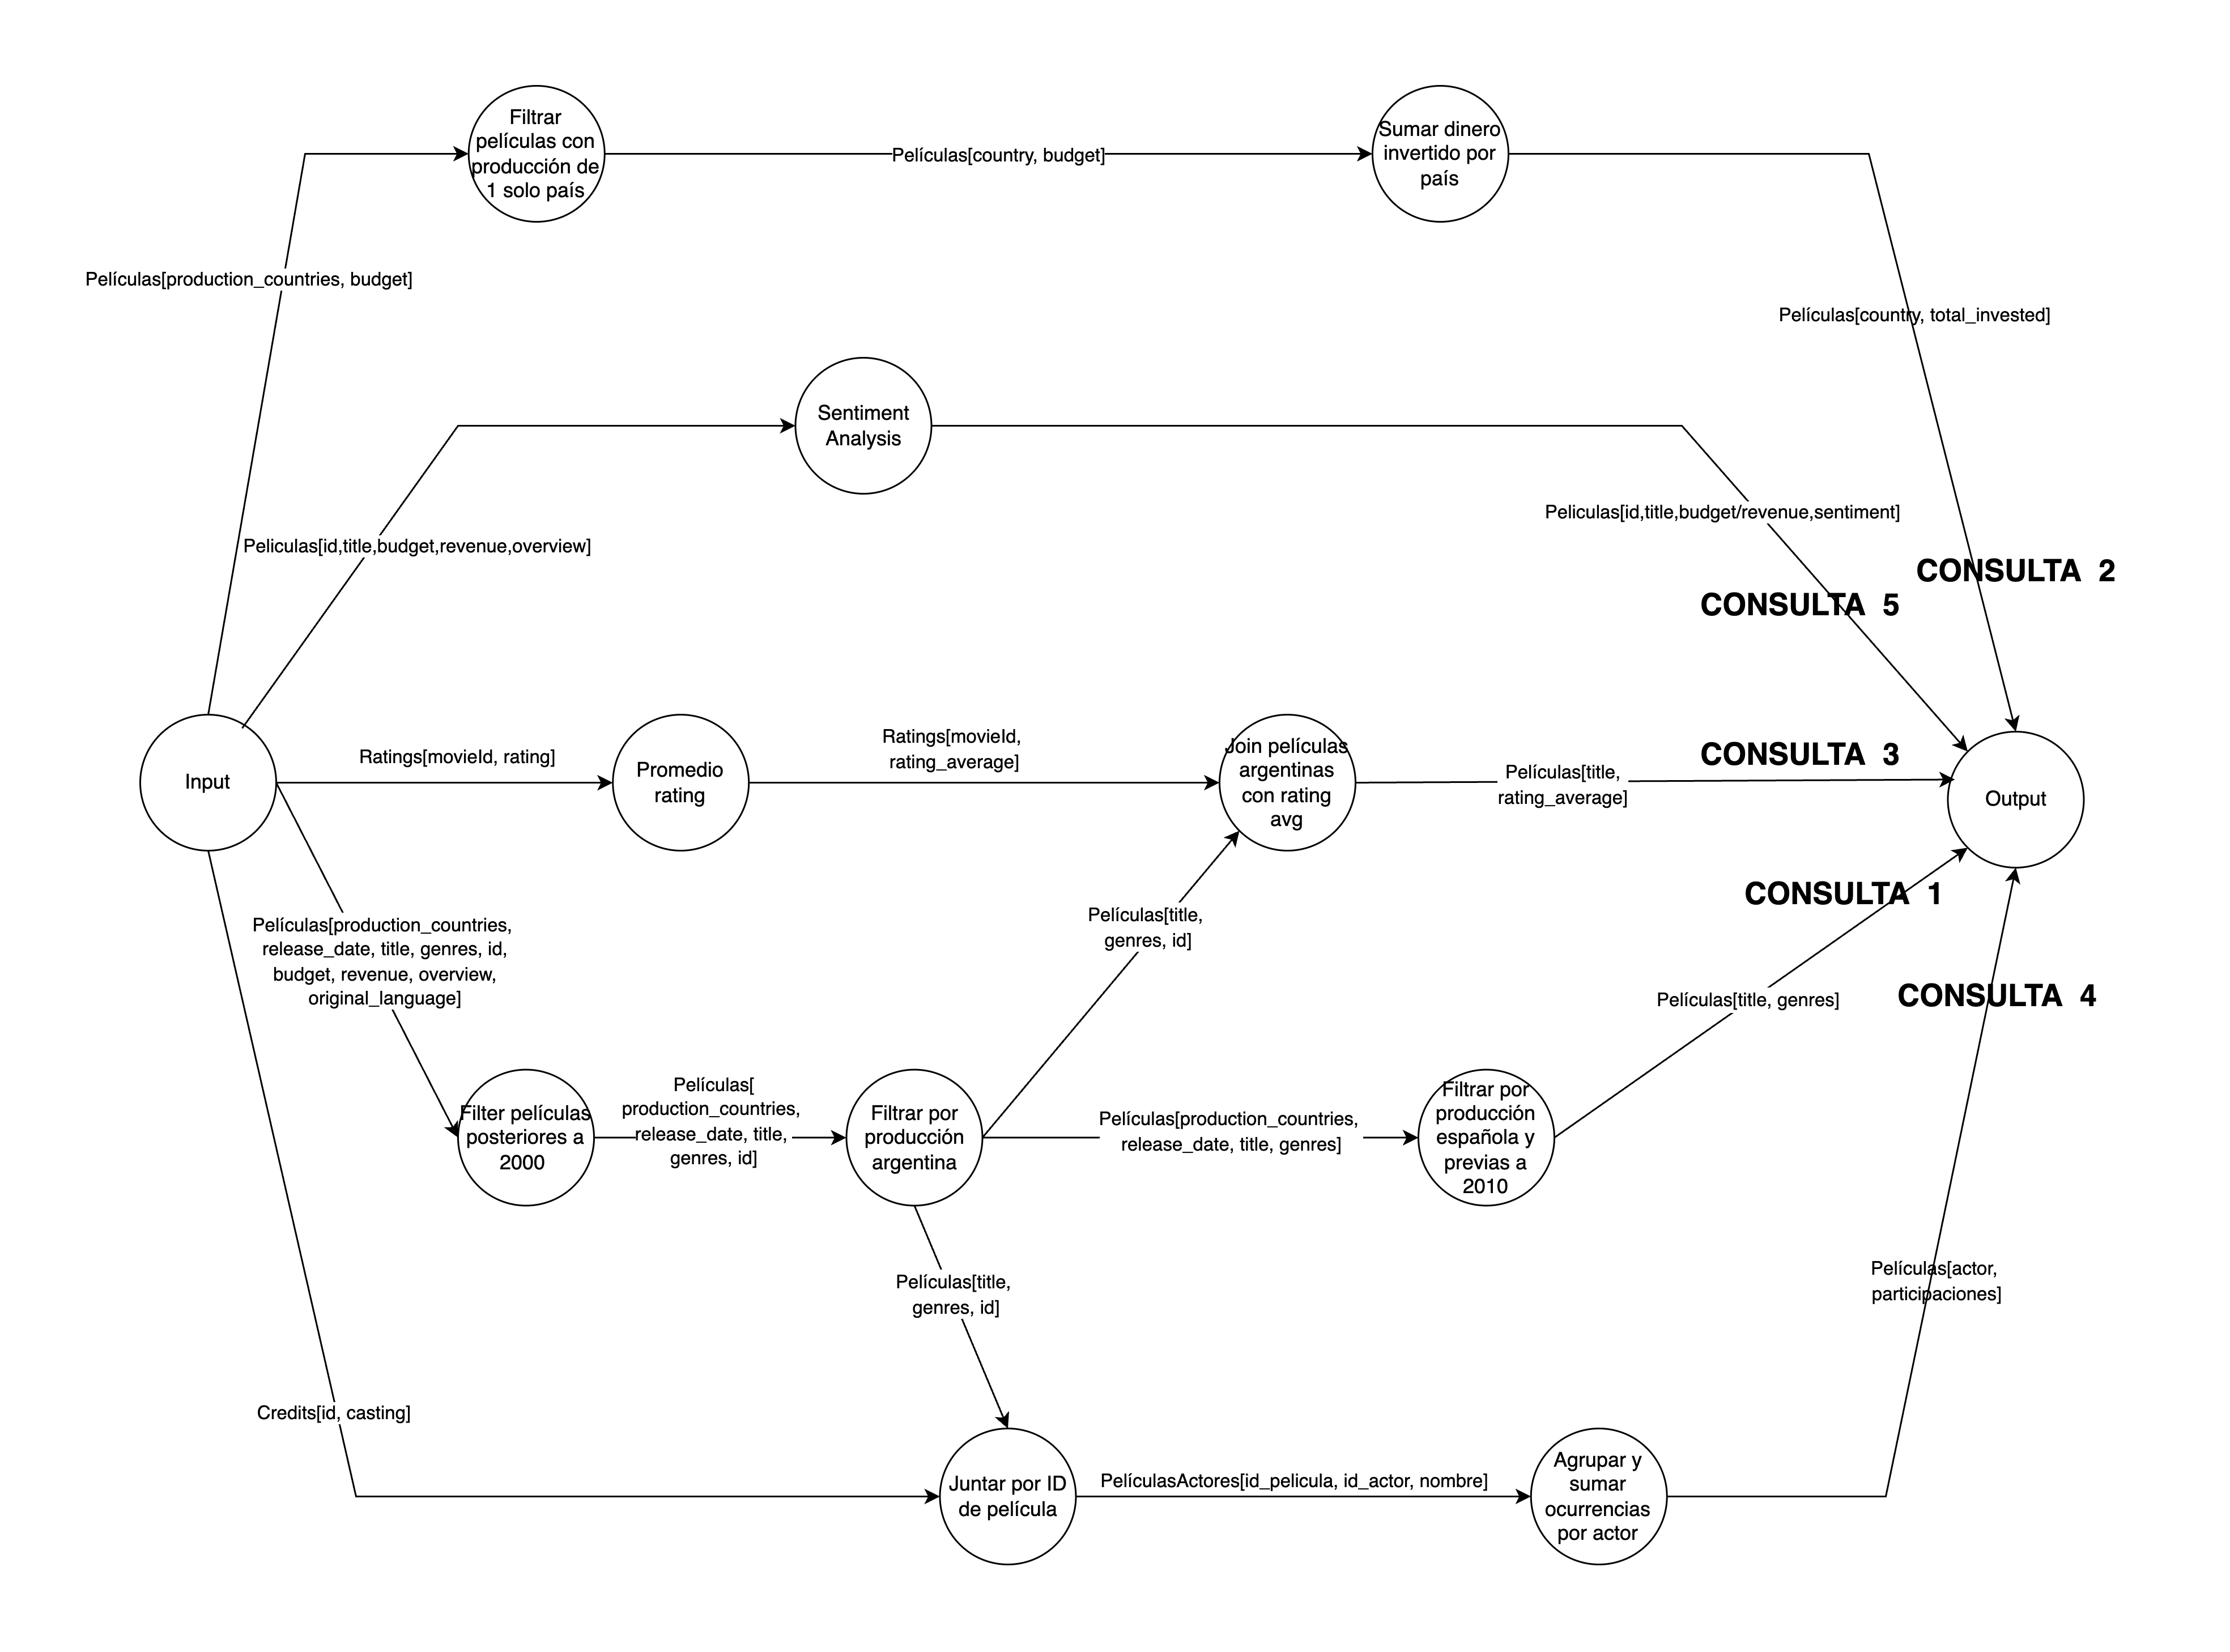 Filtrar
películas con
producción de
1 solo país
Películas[country, budget]
Sumar dinero
invertido por
país
Películas[production_countries, budget]
Películas[country, total_invested]
Sentiment
Analysis
Peliculas[id,title,budget/revenue,sentiment]
Peliculas[id,title,budget,revenue,overview]
CONSULTA  2
CONSULTA  5
Input
Ratings[movieId, rating]
Promedio
rating
Ratings[movieId,
rating_average]
Join películas
argentinas
con rating
avg
Películas[title,
rating_average]
CONSULTA  3
Output
Películas[production_countries,
release_date, title, genres, id,
budget, revenue, overview,
original_language]
Películas[title,
genres, id]
CONSULTA  1
Películas[title, genres]
CONSULTA  4
Filter películas
posteriores a
2000
Películas[
production_countries,
release_date, title,
genres, id]
Filtrar por
producción
argentina
Películas[production_countries,
release_date, title, genres]
Filtrar por
producción
española y
previas a
2010
Películas[title,
genres, id]
Películas[actor,
participaciones]
Credits[id, casting]
Juntar por ID
de película
PelículasActores[id_pelicula, id_actor, nombre]
Agrupar y
sumar
ocurrencias
por actor